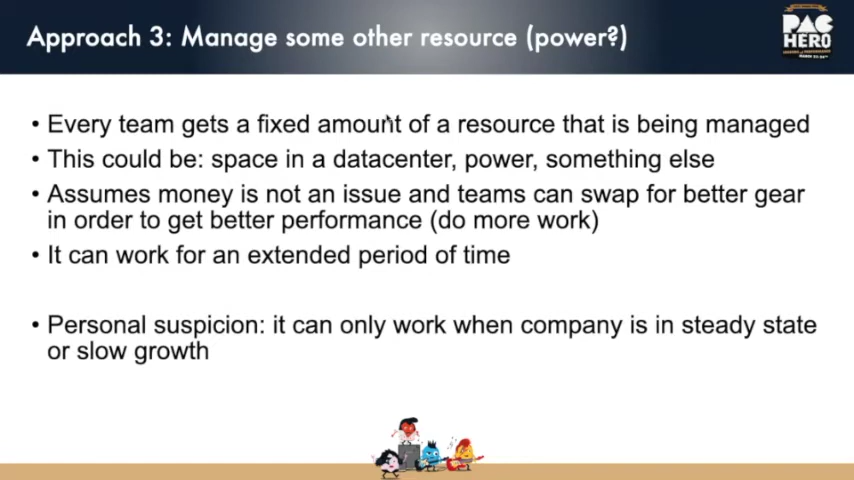 Approach 3: Manage some other resource (power?)
PAC
HERO
• Every team gets a fixed amount of a resource that is being managed
• This could be: space in a datacenter, power, something else
• Assumes money is not an issue and teams can swap for better gear
in order to get better performance (do more work)
• It can work for an extended period of time
• Personal suspicion: it can only work when company is in steady state
or slow growth